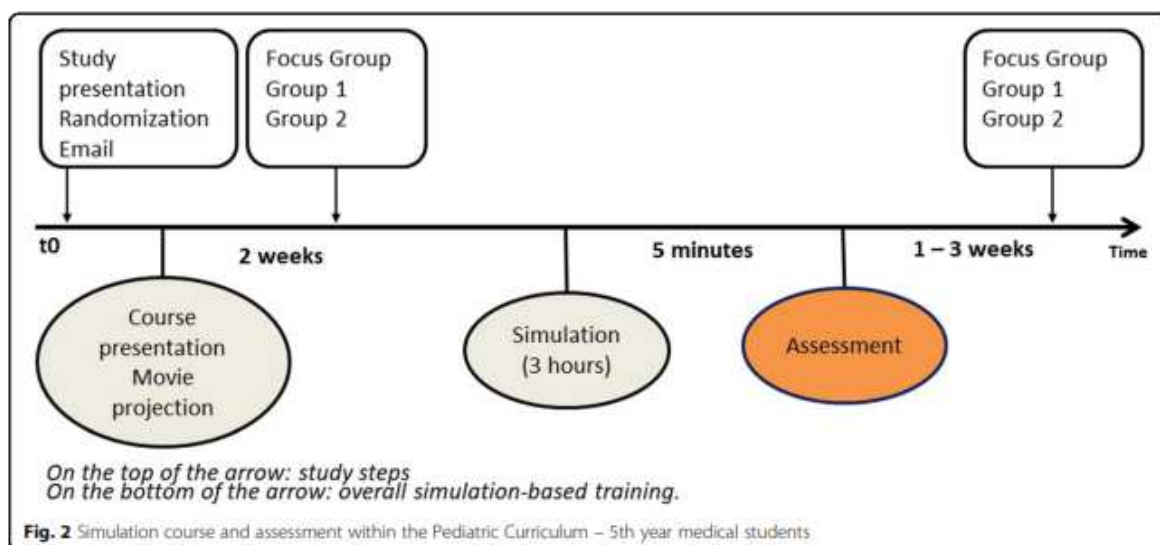 Study
presentation
Randomization
Email
Focus Group
Group 1
Group 2
Focus Group
Group 1
Group 2
t0
2 weeks
5 minutes
1 – 3 weeks
Time
Course
presentation
Movie
projection
Simulation
(3 hours)
Assessment
On the top of the arrow: study steps
On the bottom of the arrow: overall simulation-based training.
Fig. 2 Simulation course and assessment within the Pediatric Curriculum – 5th year medical students